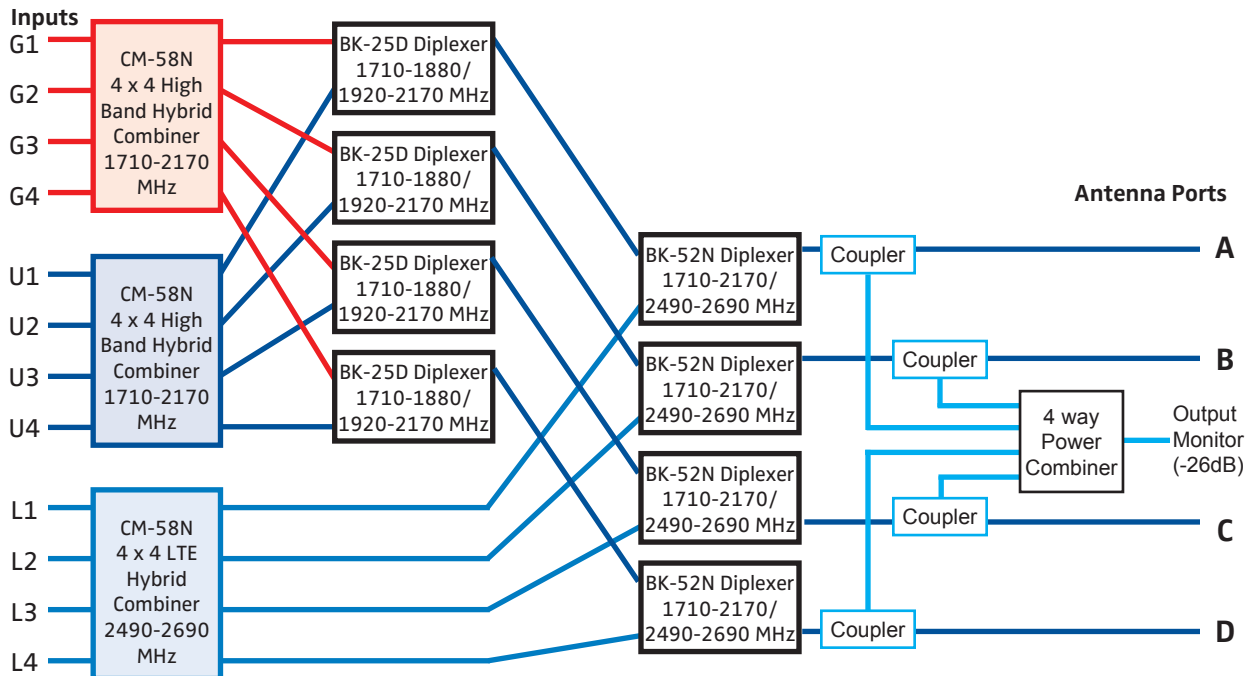 Inputs
G1
G2
G3
G4
CM-58N
4 x 4 High
Band Hybrid
Combiner
1710-2170
MHz
U1
U2
U3
U4
CM-58N
4 x 4 High
Band Hybrid
Combiner
1710-2170
MHz
L1
L2
L3
L4
CM-58N
4 x 4 LTE
Hybrid
Combiner
2490-2690
MHz
BK-25D Diplexer
1710-1880/
1920-2170 MHz
BK-25D Diplexer
1710-1880/
1920-2170 MHz
BK-25D Diplexer
1710-1880/
1920-2170 MHz
BK-25D Diplexer
1710-1880/
1920-2170 MHz
BK-52N Diplexer
1710-2170/
2490-2690 MHz
BK-52N Diplexer
1710-2170/
2490-2690 MHz
BK-52N Diplexer
1710-2170/
2490-2690 MHz
BK-52N Diplexer
1710-2170/
2490-2690 MHz
Coupler
Coupler
Coupler
Coupler
4 way
Power
Combiner
Antenna Ports
A
B
Output
Monitor
(-26dB)
C
D